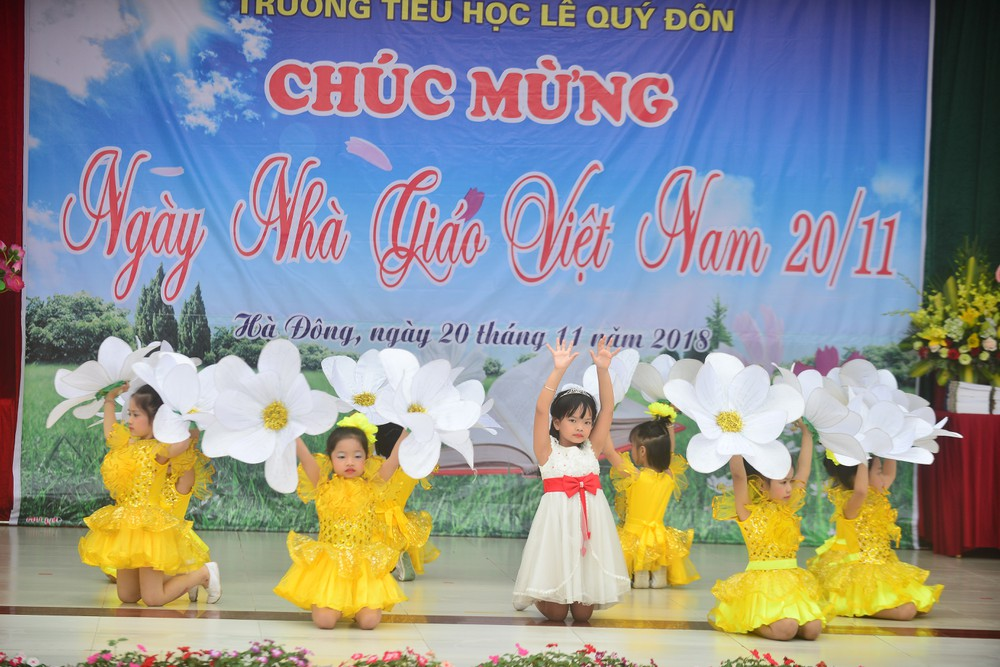 TRƯỜNG TIỂU HỌC LÊ QUÝ ĐÔN
CHÚC MỪNG
Ngày Nhà Giáo Việt Nam 20/11
Hà Đông, ngày 20 tháng 11 năm 2018